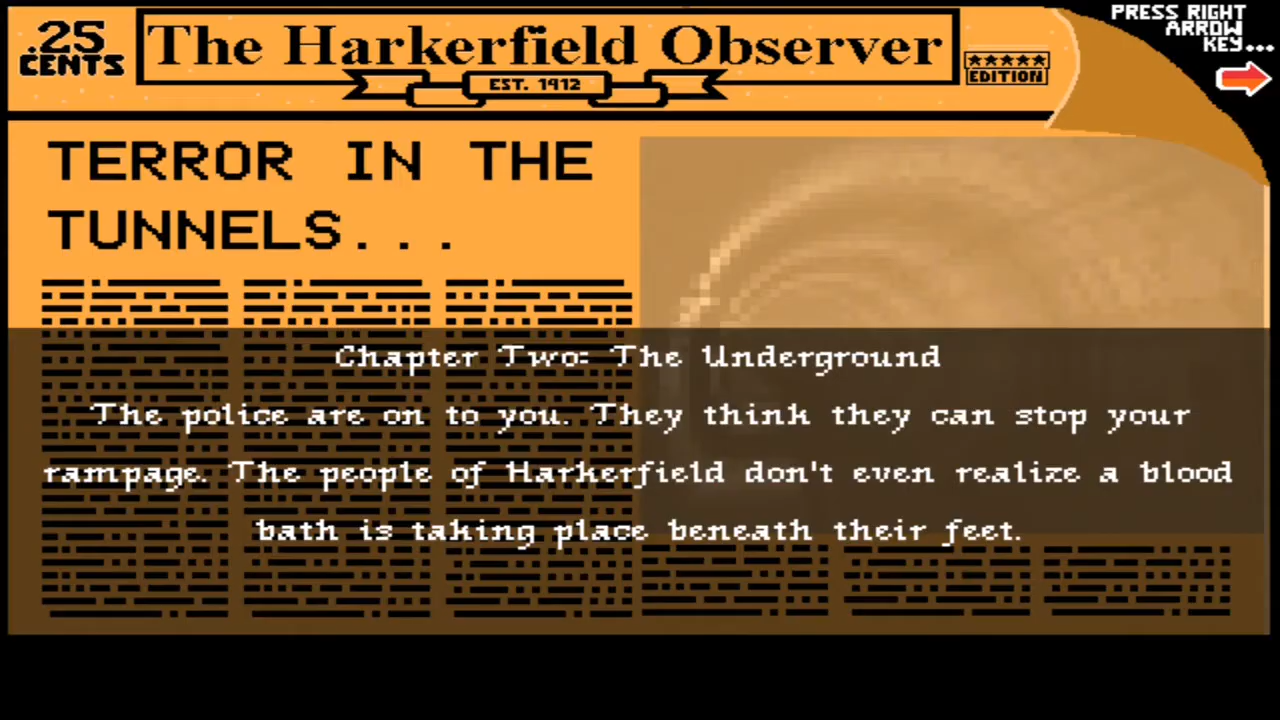 .25
CENTS
The Harkerfield Observer
EST. 1912
★★★★★
EDITION
PRESS RIGHT
ARROW
KEY...
TERROR IN THE
TUNNELS...
Chapter Two: The Underground
The police are on to you. They think they can stop your
rampage. The people of Harkerfield don't even realize a blood
bath is taking place beneath their feet.